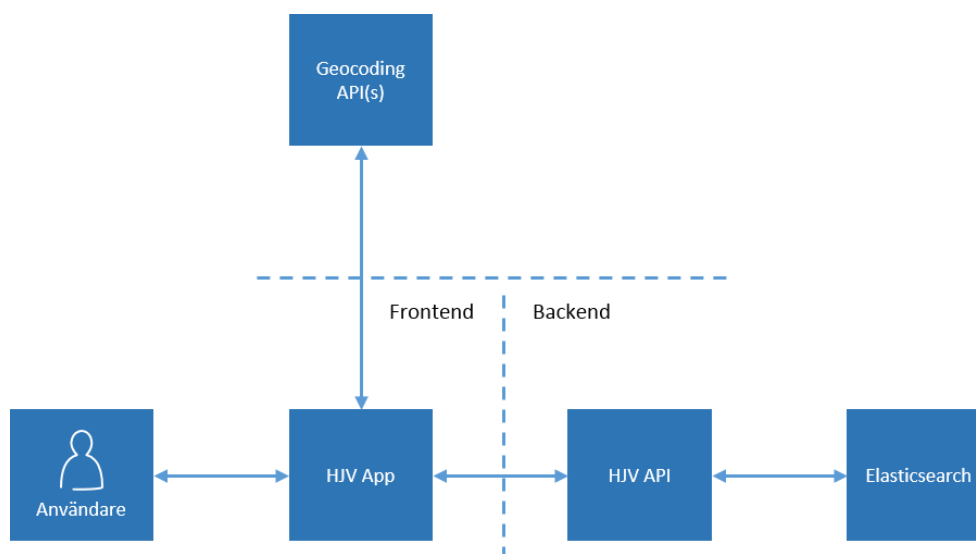 Geocoding
API(s)
Frontend
Backend
Användare
HJV App
HJV API
Elasticsearch